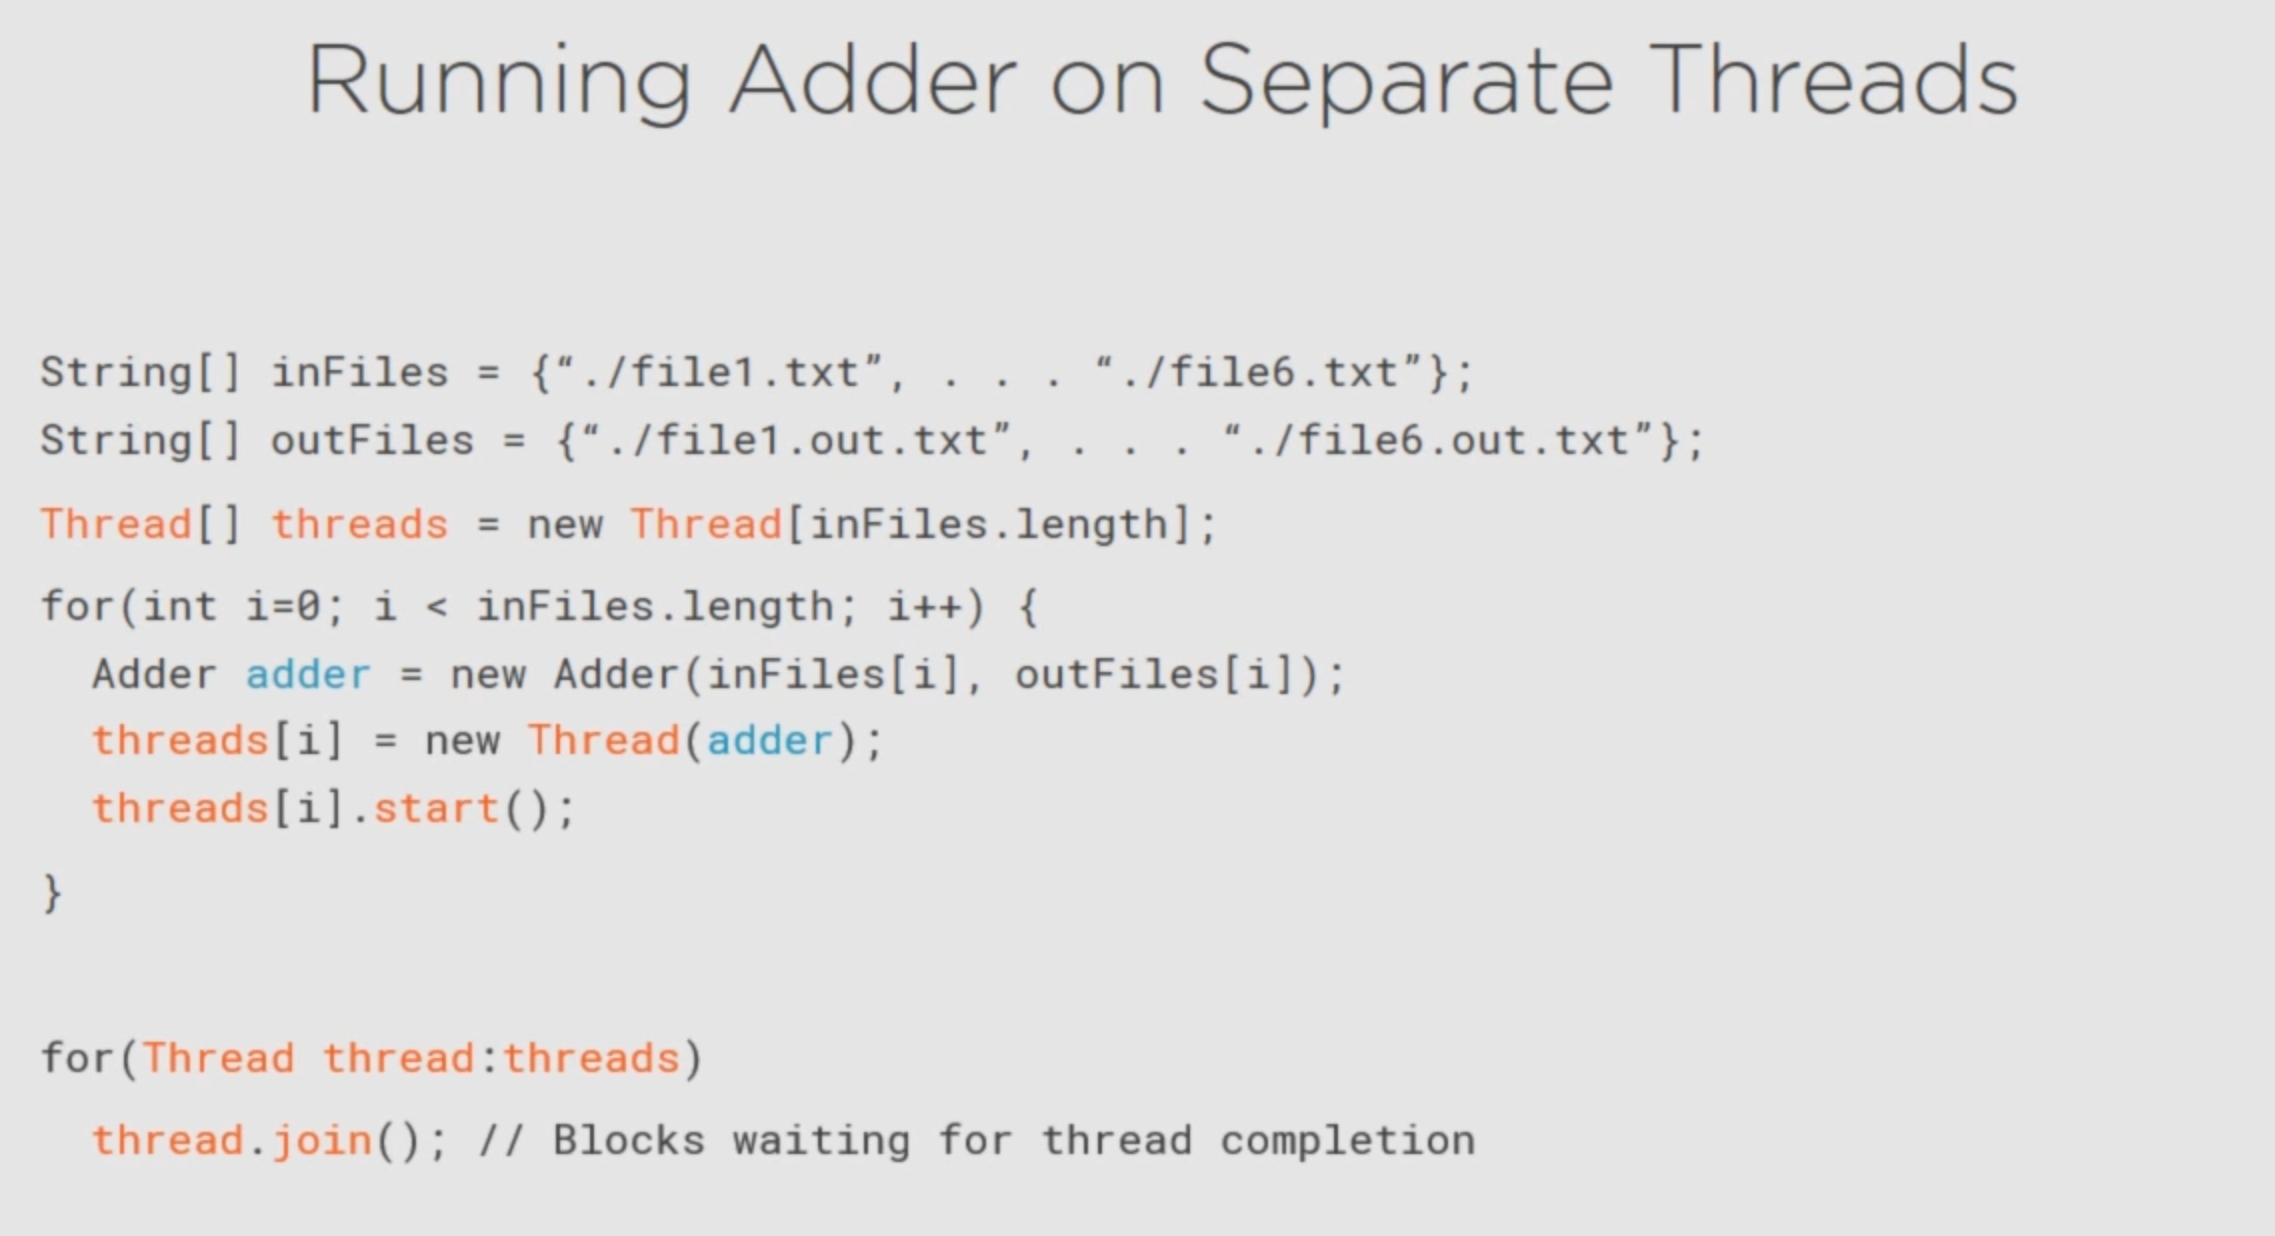 Running Adder on Separate Threads
String[] inFiles = {“./file1.txt”, . . . “./file6.txt”};
String[] outFiles = {“./file1.out.txt”, . . . “./file6.out.txt”};
Thread[] threads = new Thread[inFiles.length];
for(int i=0; i < inFiles.length; i++) {
  Adder adder = new Adder(inFiles[i], outFiles[i]);
  threads[i] = new Thread(adder);
  threads[i].start();
}
for(Thread thread:threads)
  thread.join(); // Blocks waiting for thread completion